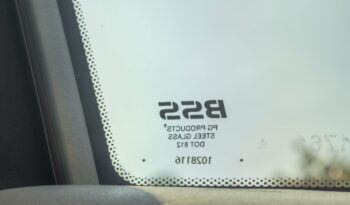 BSS
PG PRODUCTS®
STEEL GLASS
DOT 812
• 1028116 •